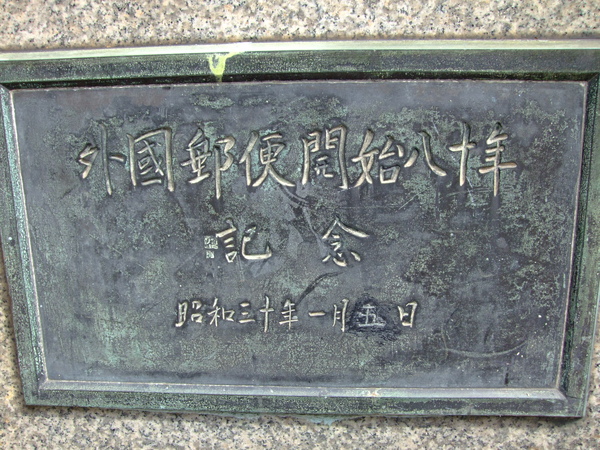 外國郵便開始八十年
記念
昭和三十年一月五日